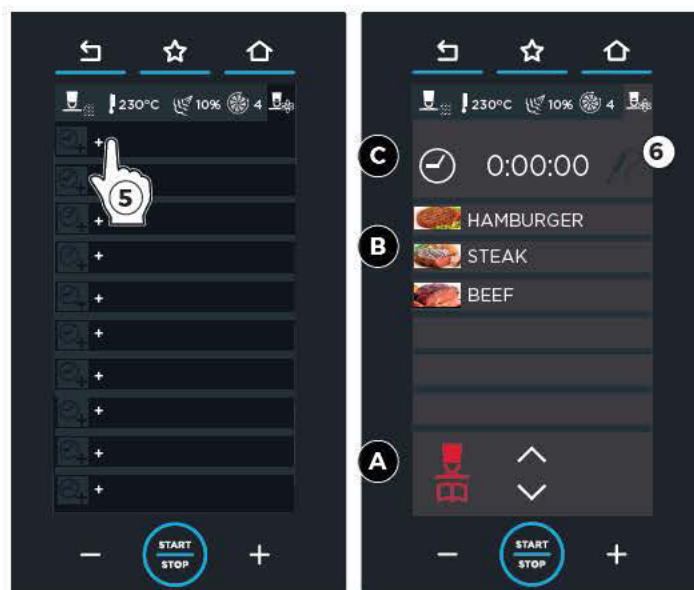 230°C 10% 4
+
5
+
+
+
+
+
+
+
+
+
START
STOP
− +
230°C 10% 4
C
0:00:00
6
HAMBURGER
B
STEAK
BEEF
A
START
STOP
− +